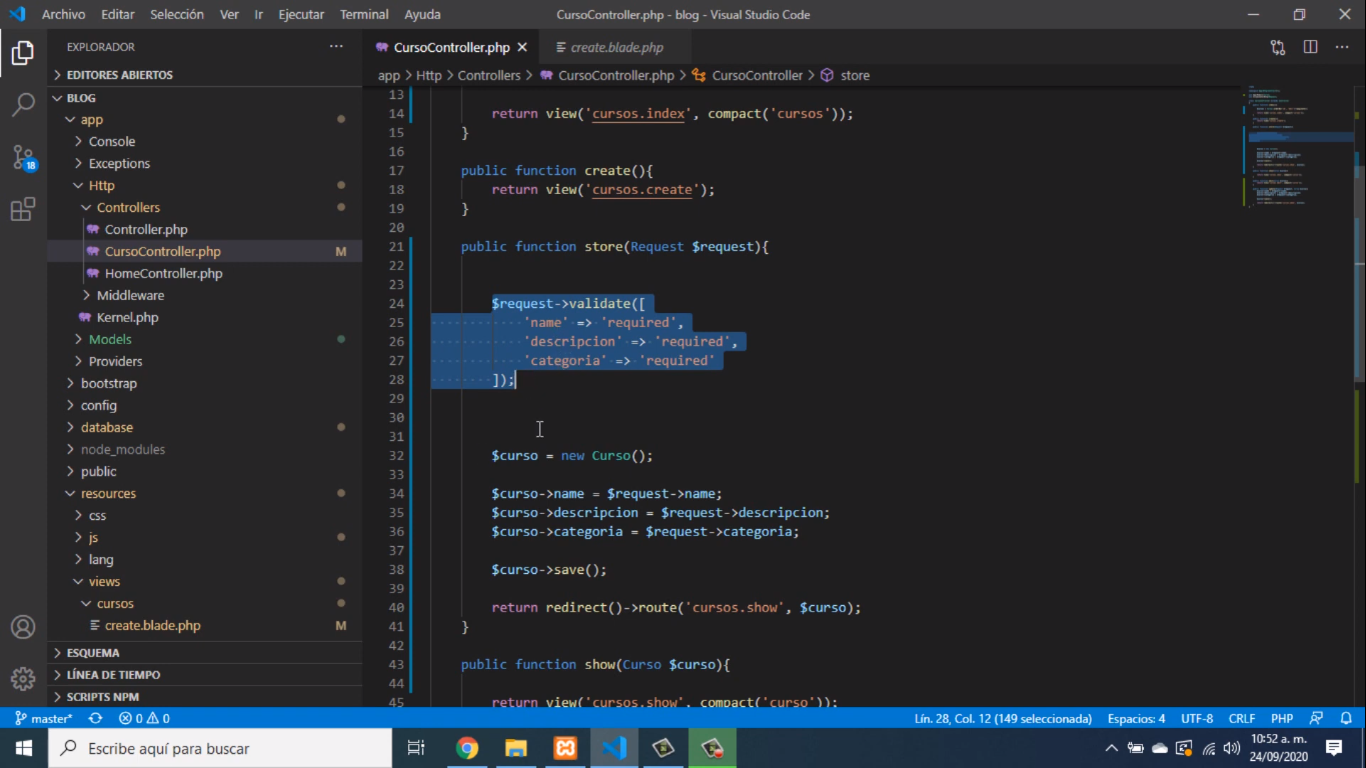 Archivo Editar Selección Ver Ir Ejecutar Terminal Ayuda CursoController.php - blog - Visual Studio Code
EXPLORADOR
EDITORES ABIERTOS
BLOG
app
Console
Exceptions
Http
Controllers
Controller.php
CursoController.php M
HomeController.php
Middleware
Kernel.php
Models
Providers
bootstrap
config
database
node_modules
public
resources
css
js
lang
views
cursos
create.blade.php M
ESQUEMA
LÍNEA DE TIEMPO
SCRIPTS NPM
18
CursoController.php create.blade.php
app > Http > Controllers > CursoController.php > CursoController > store
13
14 return view('cursos.index', compact('cursos'));
15 }
16
17 public function create(){
18 return view('cursos.create');
19 }
20
21 public function store(Request $request){
22
23
24 $request->validate([
25 'name' => 'required',
26 'descripcion' => 'required',
27 'categoria' => 'required'
28 ]);
29
30
31
32 $curso = new Curso();
33
34 $curso->name = $request->name;
35 $curso->descripcion = $request->descripcion;
36 $curso->categoria = $request->categoria;
37
38 $curso->save();
39
40 return redirect()->route('cursos.show', $curso);
41 }
42
43 public function show(Curso $curso){
44
45 return view('cursos.show', compact('curso'));
master* 0 0 Lín. 28, Col. 12 (149 seleccionada) Espacios: 4 UTF-8 CRLF PHP
Escribe aquí para buscar
10:52 a. m.
24/09/2020